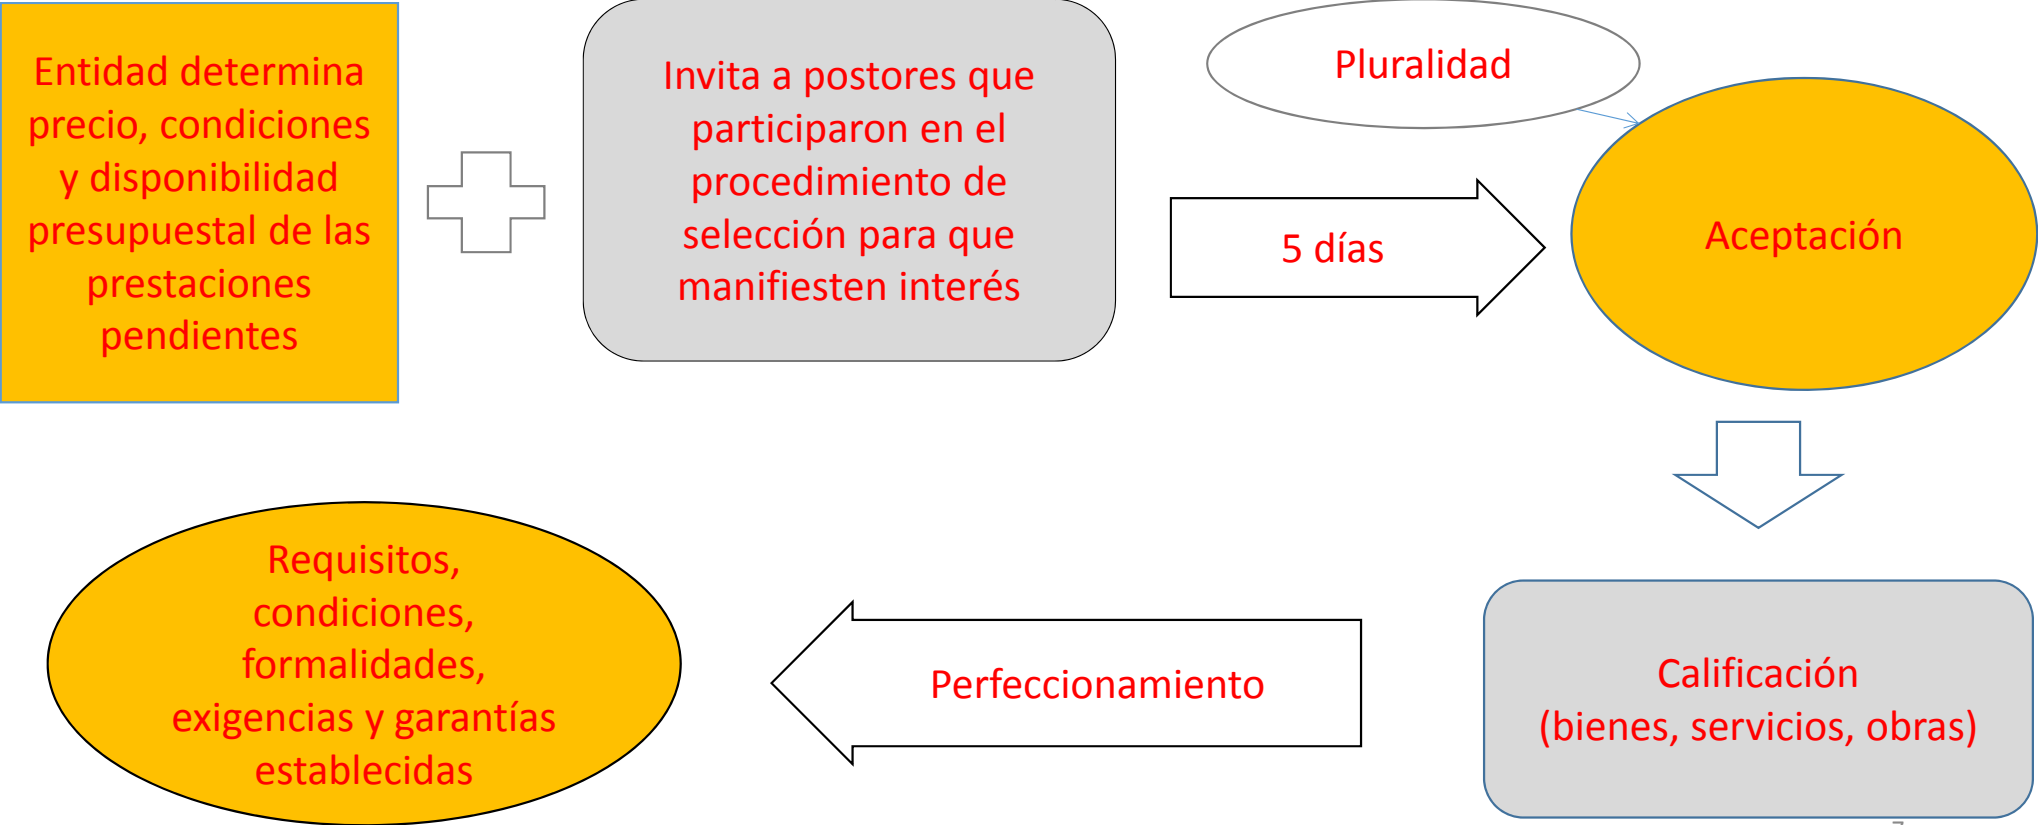 Entidad determina
precio, condiciones
y disponibilidad
presupuestal de las
prestaciones
pendientes
Invita a postores que
participaron en el
procedimiento de
selección para que
manifiesten interés
5 días
Pluralidad
Aceptación
Calificación
(bienes, servicios, obras)
Perfeccionamiento
Requisitos,
condiciones,
formalidades,
exigencias y garantías
establecidas